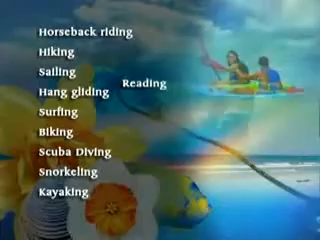 Horseback riding
Hiking
Sailing
Hang gliding
Reading
Surfing
Biking
Scuba Diving
Snorkeling
Kayaking